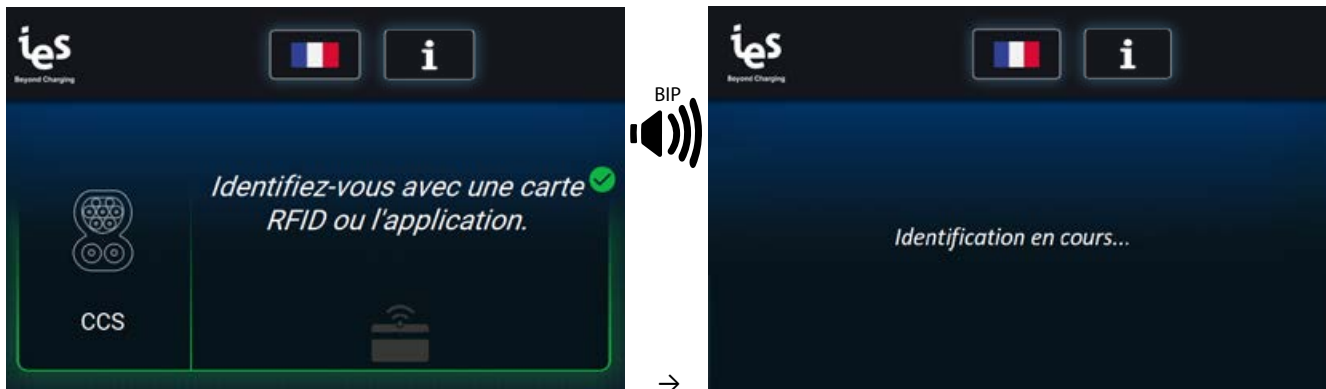 ies
Beyond Charging
i
Identifiez-vous avec une carte
RFID ou l'application.
CCS
BIP
→
ies
Beyond Charging
i
Identification en cours...